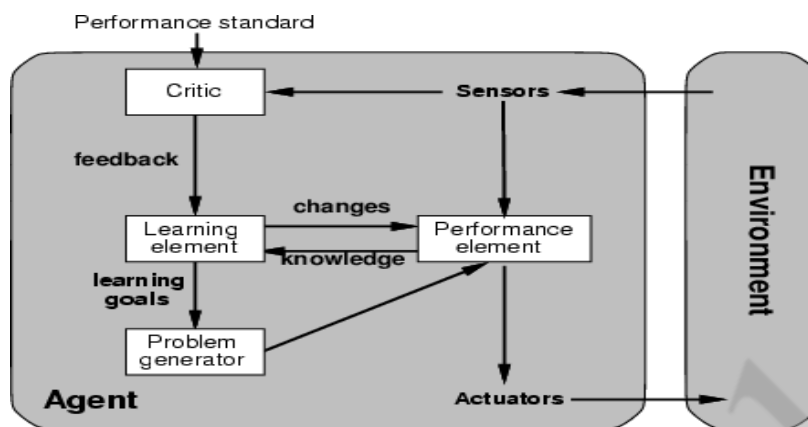 Performance standard
Critic
Sensors
feedback
changes
Learning
element
Performance
element
knowledge
learning
goals
Problem
generator
Agent
Actuators
Environment